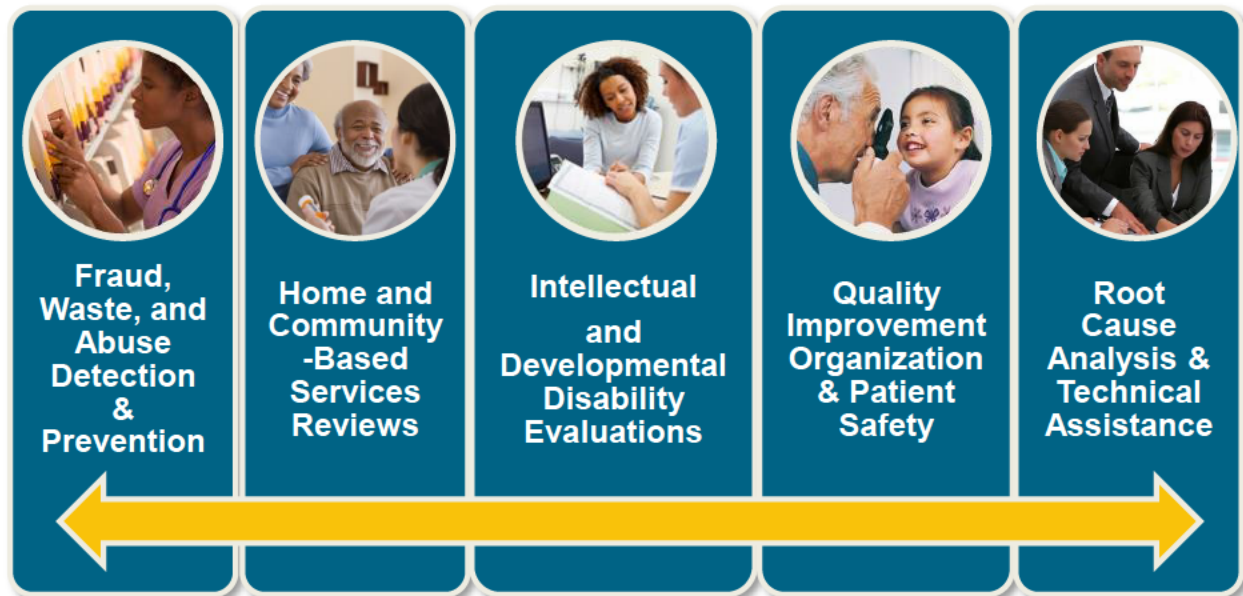 Fraud,
Waste, and
Abuse
Detection
&
Prevention
Home and
Community
-Based
Services
Reviews
Intellectual
and
Developmental
Disability
Evaluations
Quality
Improvement
Organization
& Patient
Safety
Root
Cause
Analysis &
Technical
Assistance